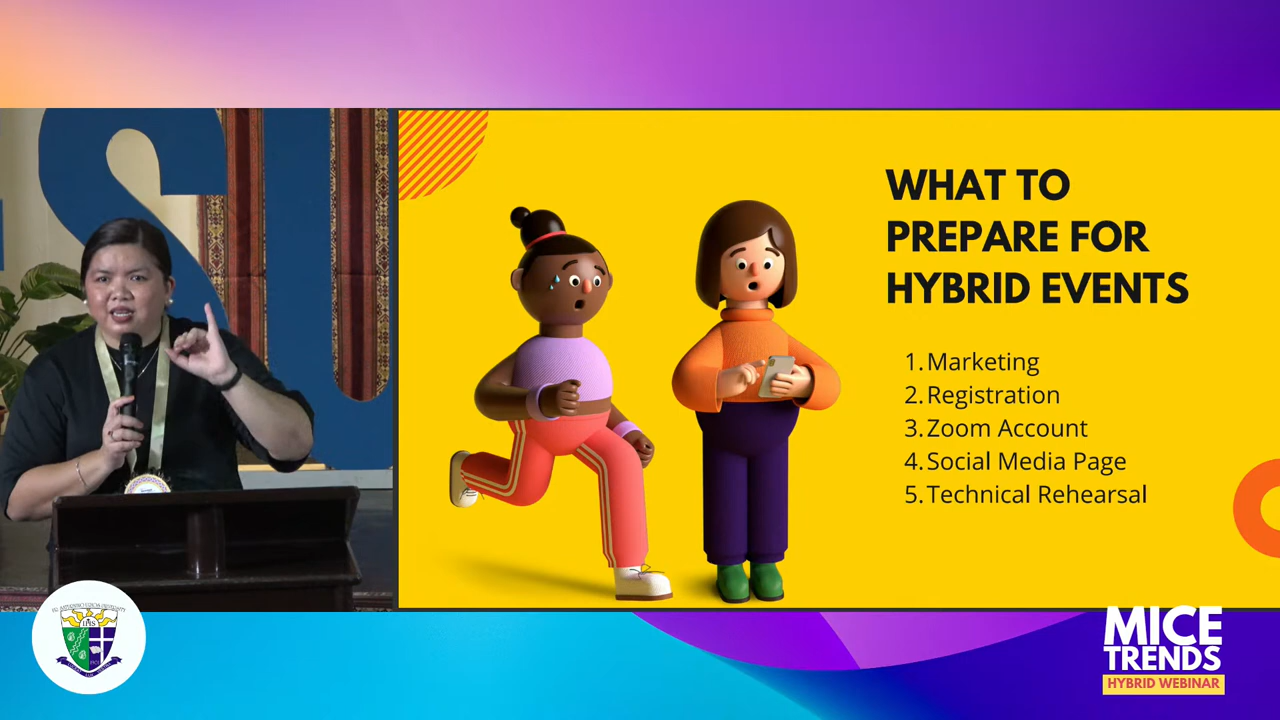 WHAT TO
PREPARE FOR
HYBRID EVENTS
1. Marketing
2. Registration
3. Zoom Account
4. Social Media Page
5. Technical Rehearsal
IHS
MICE
TRENDS
HYBRID WEBINAR